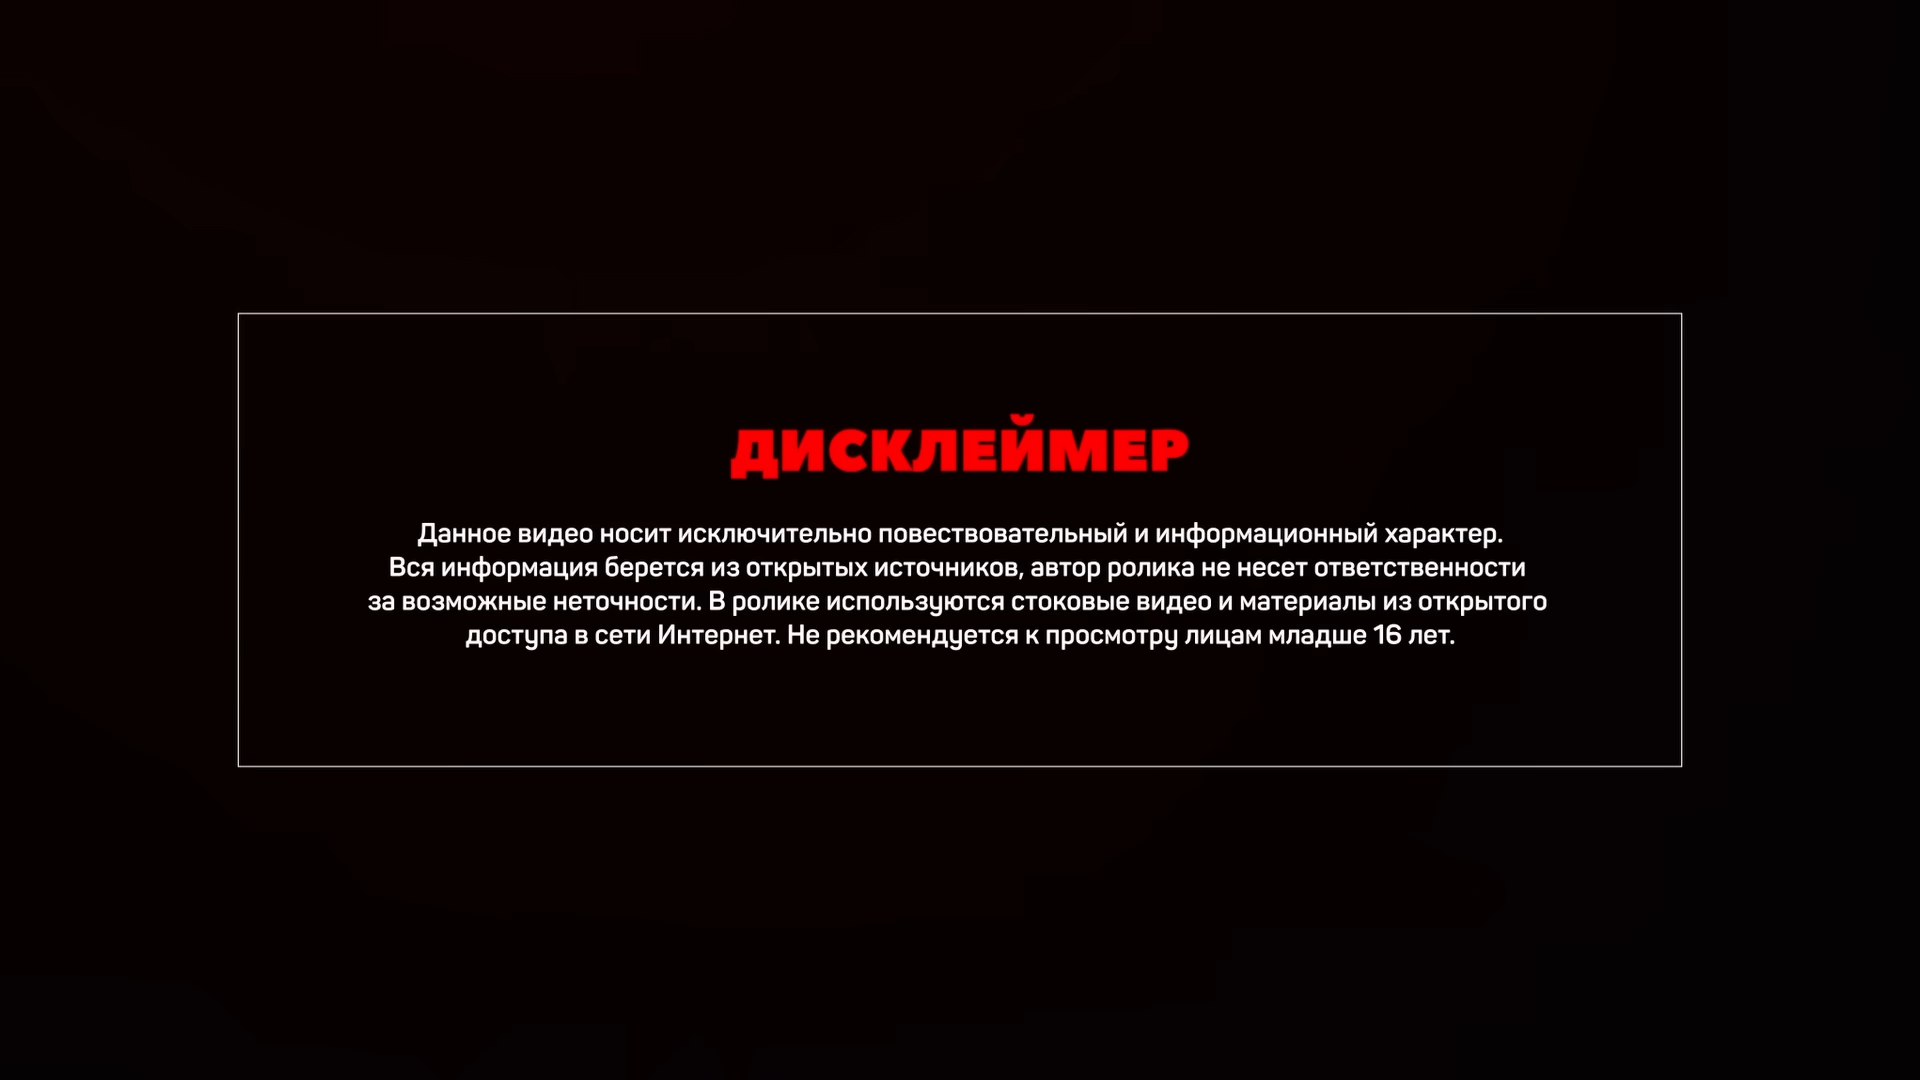 ДИСКЛЕЙМЕР
Данное видео носит исключительно повествовательный и информационный характер.
Вся информация берется из открытых источников, автор ролика не несет ответственности
за возможные неточности. В ролике используются стоковые видео и материалы из открытого
доступа в сети Интернет. Не рекомендуется к просмотру лицам младше 16 лет.